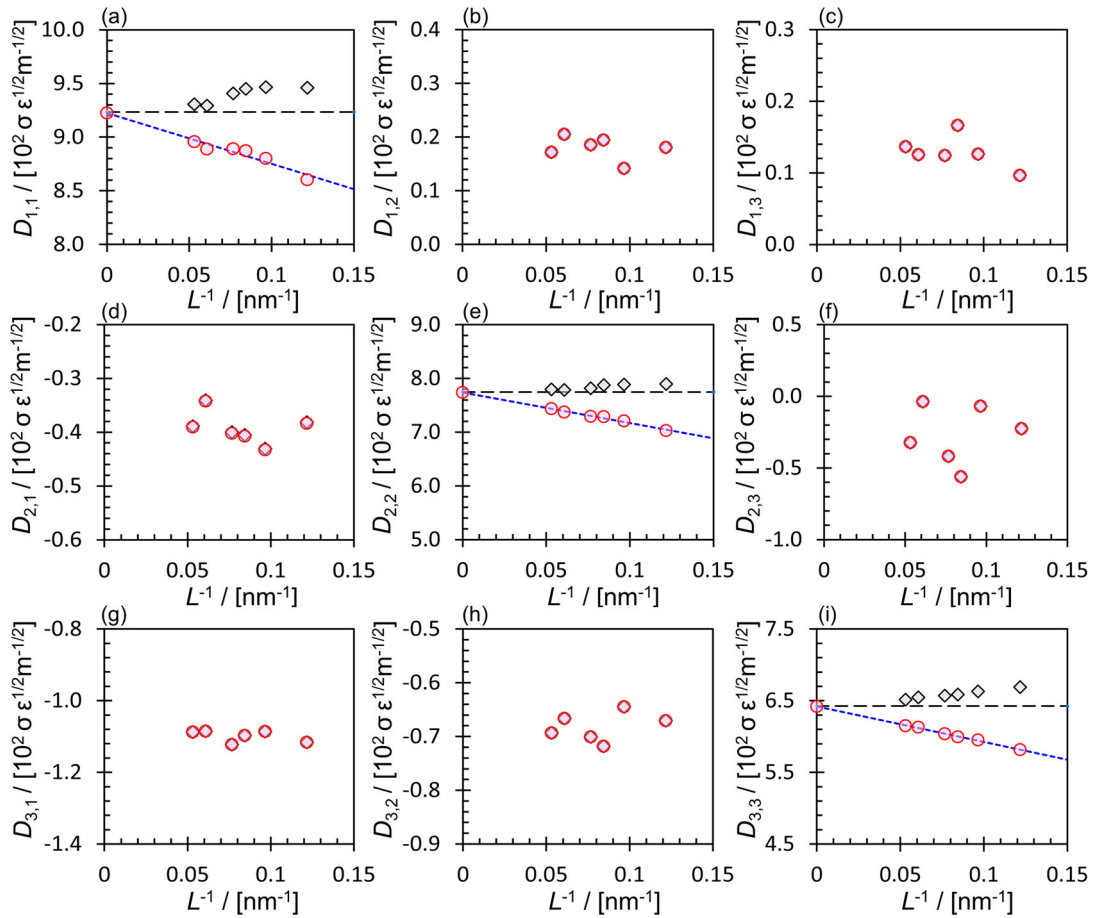 (a)
10.0
9.5
9.0
8.5
8.0
0
0.05
0.1
0.15
D1,1 / [10² σ ε1/2m-1/2]
L-1 / [nm-1]
(b)
0.4
0.3
0.2
0.1
0.0
0
0.05
0.1
0.15
D1,2 / [10² σ ε1/2m-1/2]
L-1 / [nm-1]
(c)
0.3
0.2
0.1
0.0
0
0.05
0.1
0.15
D1,3 / [10² σ ε1/2m-1/2]
L-1 / [nm-1]
(d)
-0.2
-0.3
-0.4
-0.5
-0.6
0
0.05
0.1
0.15
D2,1 / [10² σ ε1/2m-1/2]
L-1 / [nm-1]
(e)
9.0
8.0
7.0
6.0
5.0
0
0.05
0.1
0.15
D2,2 / [10² σ ε1/2m-1/2]
L-1 / [nm-1]
(f)
0.5
0.0
-0.5
-1.0
0
0.05
0.1
0.15
D2,3 / [10² σ ε1/2m-1/2]
L-1 / [nm-1]
(g)
-0.8
-1.0
-1.2
-1.4
0
0.05
0.1
0.15
D3,1 / [10² σ ε1/2m-1/2]
L-1 / [nm-1]
(h)
-0.5
-0.6
-0.7
-0.8
-0.9
0
0.05
0.1
0.15
D3,2 / [10² σ ε1/2m-1/2]
L-1 / [nm-1]
(i)
7.5
6.5
5.5
4.5
0
0.05
0.1
0.15
D3,3 / [10² σ ε1/2m-1/2]
L-1 / [nm-1]